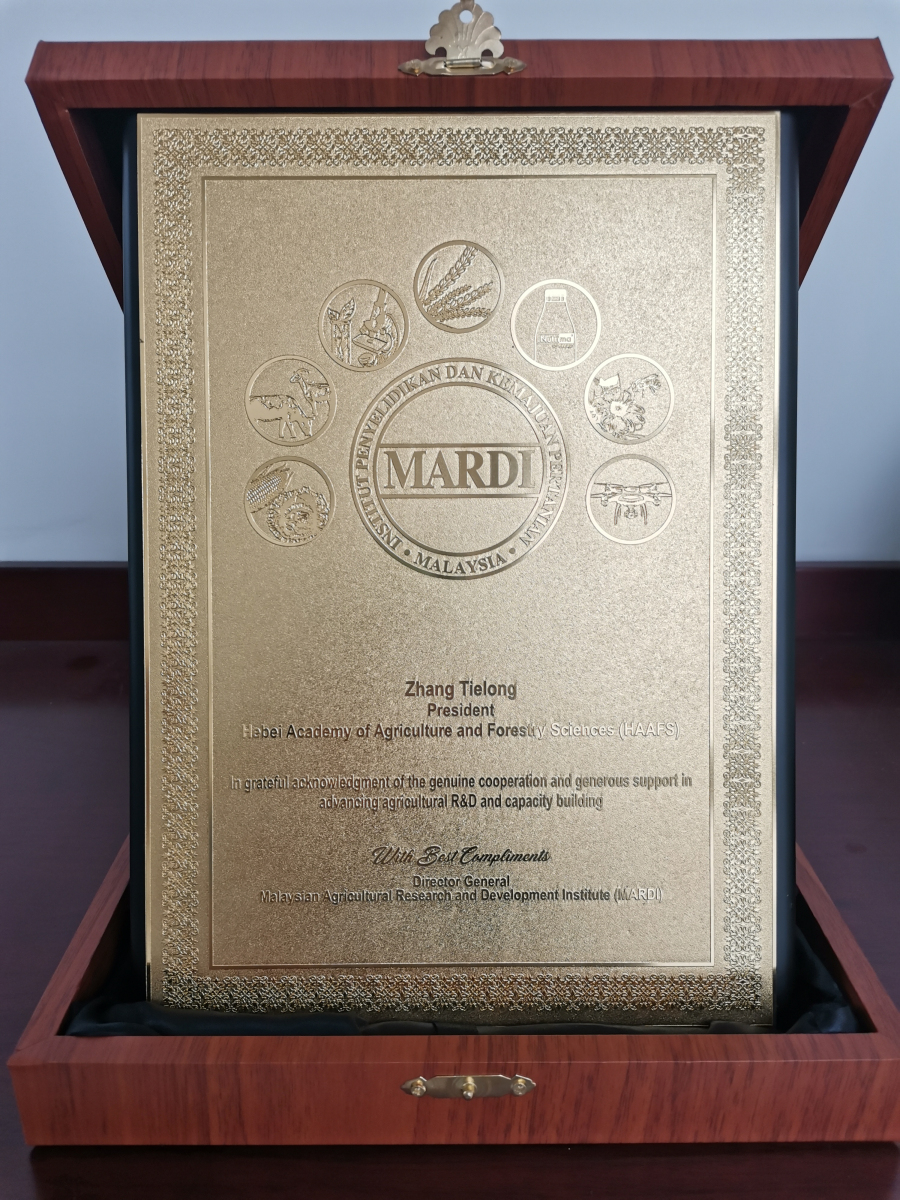 INSTITUT PENYELIDIKAN DAN KEMAJUAN PERTANIAN
• MALAYSIA •
MARDI
Zhang Tielong
President
Hebei Academy of Agriculture and Forestry Sciences (HAAFS)
In grateful acknowledgment of the genuine cooperation and generous support in
advancing agricultural R&D and capacity building
With Best Compliments
Director General
Malaysian Agricultural Research and Development Institute (MARDI)